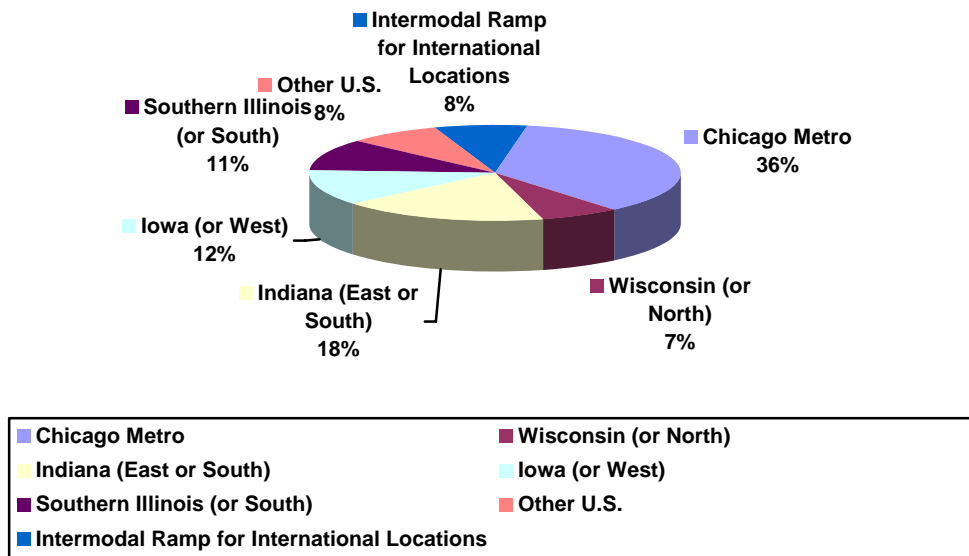 Intermodal Ramp
for International
Locations
8%
Other U.S.
8%
Southern Illinois
(or South)
11%
Chicago Metro
36%
Iowa (or West)
12%
Indiana (East or
South)
18%
Wisconsin (or
North)
7%
Chicago Metro
Wisconsin (or North)
Indiana (East or South)
Iowa (or West)
Southern Illinois (or South)
Other U.S.
Intermodal Ramp for International Locations